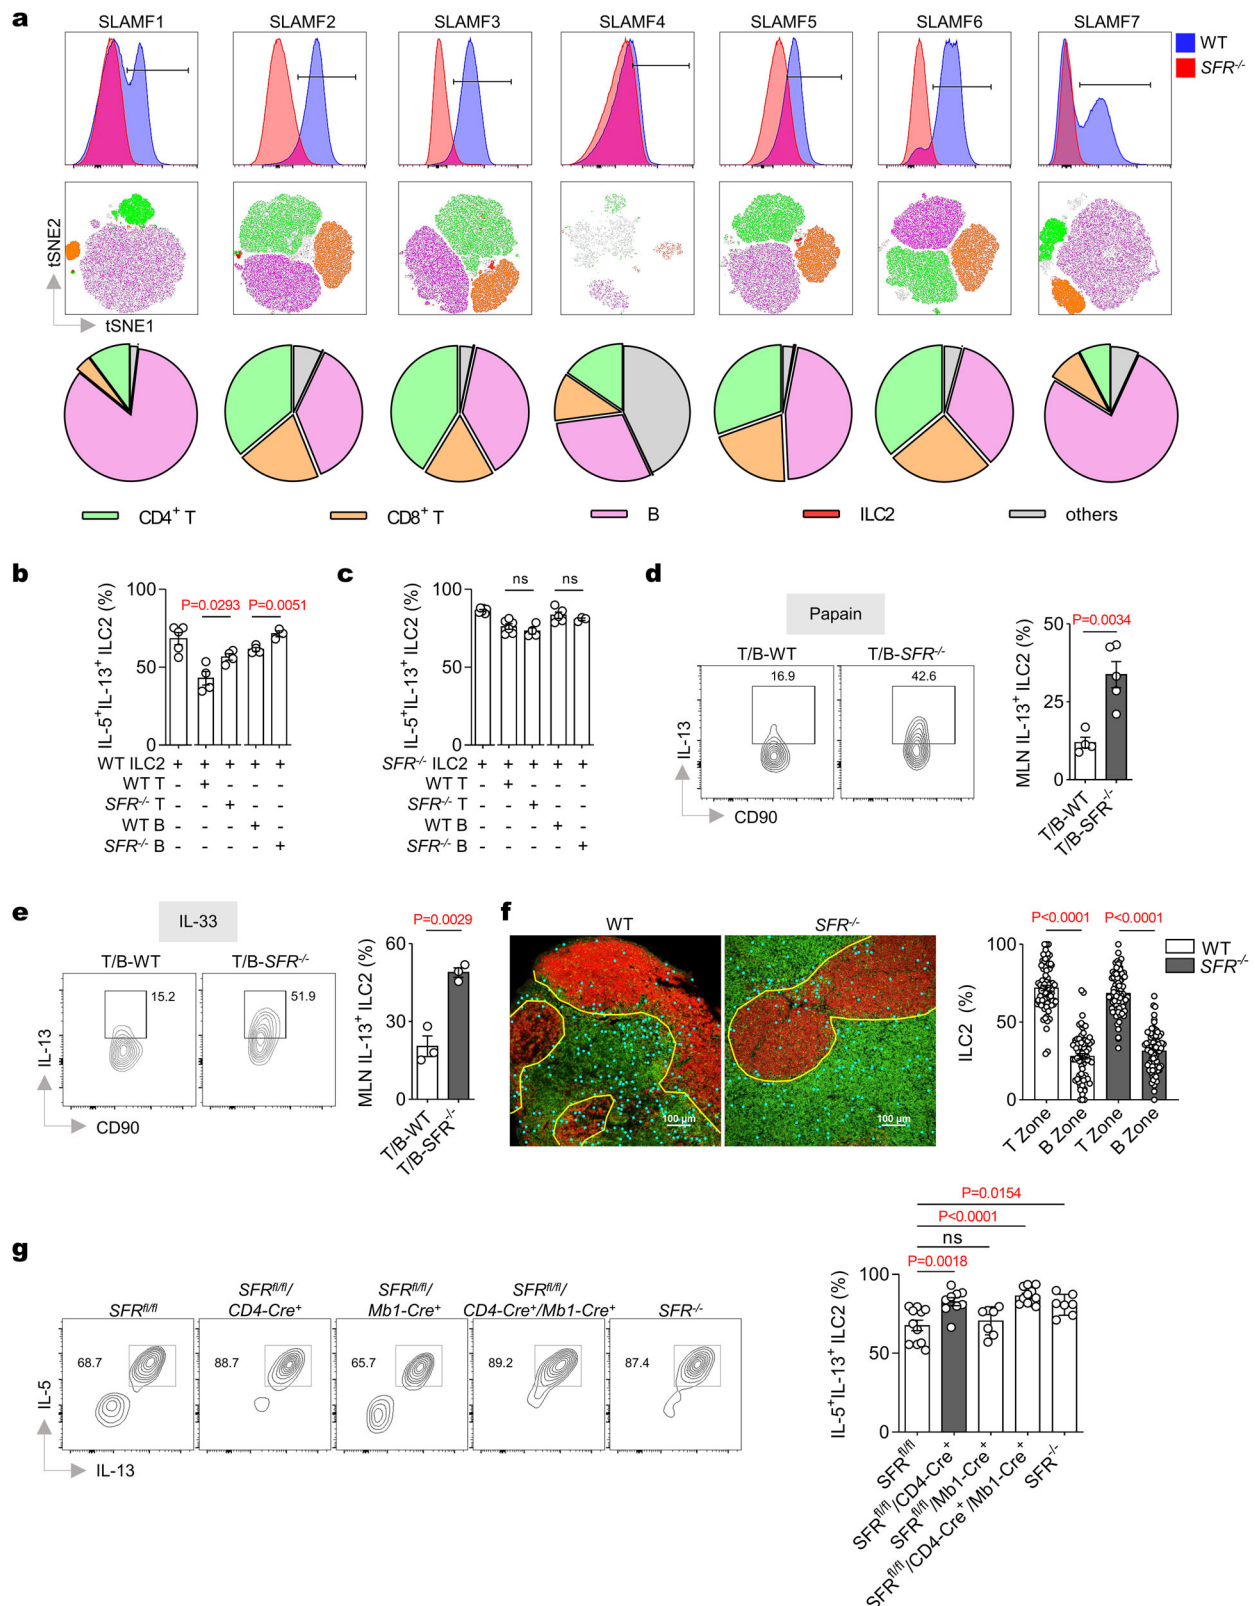 a
SLAMF1 SLAMF2 SLAMF3 SLAMF4 SLAMF5 SLAMF6 SLAMF7
WT
SFR-/-
tSNE2
tSNE1
CD4+ T CD8+ T B ILC2 others
b
IL-5+IL-13+ ILC2 (%)
100
50
0
P=0.0293 P=0.0051
WT ILC2 + + + + +
WT T - + - - -
SFR-/- T - - + - -
WT B - - - + -
SFR-/- B - - - - +
c
IL-5+IL-13+ ILC2 (%)
100
50
0
ns ns
SFR-/- ILC2 + + + + +
WT T - + - - -
SFR-/- T - - + - -
WT B - - - + -
SFR-/- B - - - - +
d
Papain
T/B-WT T/B-SFR-/-
16.9 42.6
IL-13
CD90
MLN IL-13+ ILC2 (%)
50
25
0
P=0.0034
T/B-WT
T/B-SFR-/-
e
IL-33
T/B-WT T/B-SFR-/-
15.2 51.9
IL-13
CD90
MLN IL-13+ ILC2 (%)
60
30
0
P=0.0029
T/B-WT
T/B-SFR-/-
f
WT SFR-/-
100 µm 100 µm
ILC2 (%)
100
50
0
P<0.0001 P<0.0001
WT
SFR-/-
T Zone B Zone T Zone B Zone
g
SFRfl/fl
SFRfl/fl/
CD4-Cre+
SFRfl/fl/
Mb1-Cre+
SFRfl/fl/
CD4-Cre+/Mb1-Cre+
SFR-/-
68.7 88.7 65.7 89.2 87.4
IL-5
IL-13
IL-5+IL-13+ ILC2 (%)
100
50
0
P=0.0154
P<0.0001
ns
P=0.0018
SFRfl/fl
SFRfl/fl/CD4-Cre+
SFRfl/fl/Mb1-Cre+
SFRfl/fl/CD4-Cre+/Mb1-Cre+
SFR-/-